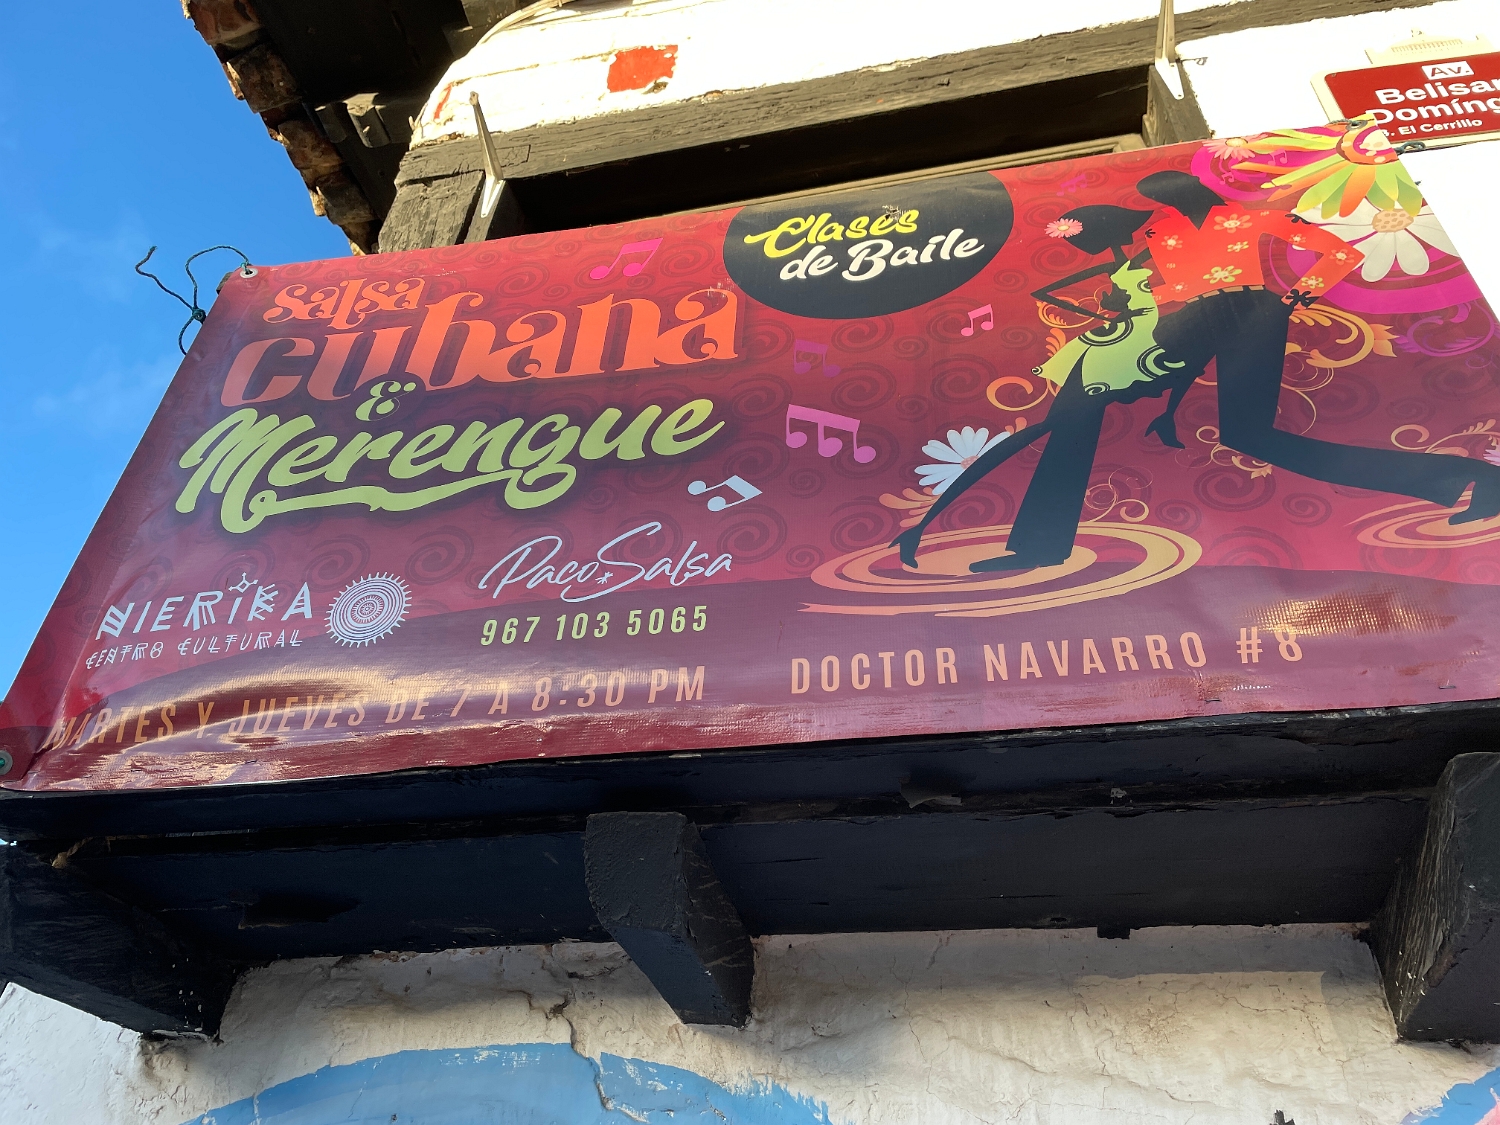 Av.
Belisar
Doming
El Cerrillo
Clases
de Baile
salsa
cubana
&
Merengue
Paco Salsa
967 103 5065
NIERIKA
CENTRO CULTURAL
MARTES Y JUEVES DE 7 A 8:30 PM
DOCTOR NAVARRO #8